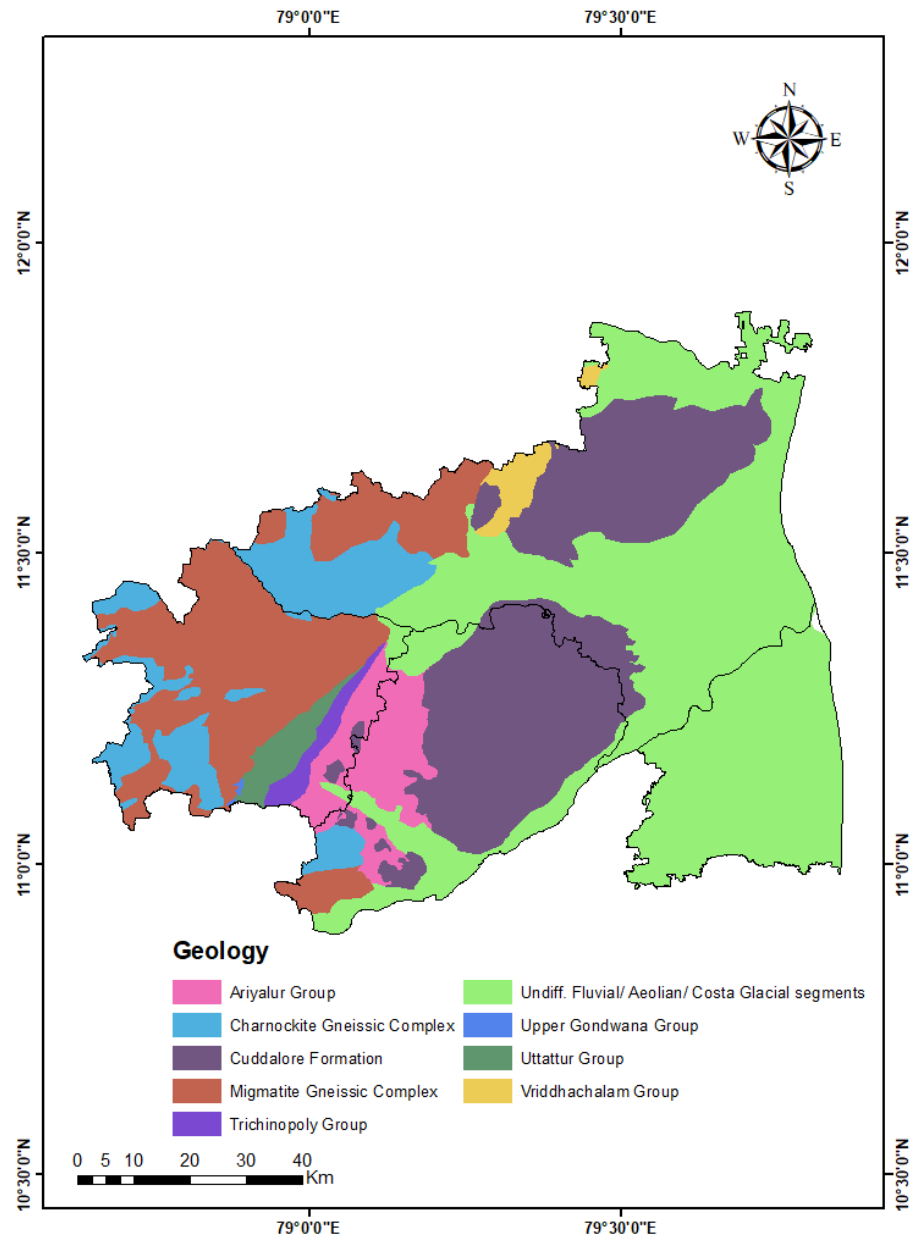 79°0'0"E 79°30'0"E
N
W E
S
12°0'0"N 12°0'0"N
11°30'0"N 11°30'0"N
11°0'0"N 11°0'0"N
Geology
Ariyalur Group
Charnockite Gneissic Complex
Cuddalore Formation
Migmatite Gneissic Complex
Trichinopoly Group
Undiff. Fluvial/ Aeolian/ Costa Glacial segments
Upper Gondwana Group
Uttattur Group
Vriddhachalam Group
0 5 10 20 30 40
Km
10°30'0"N 10°30'0"N
79°0'0"E 79°30'0"E